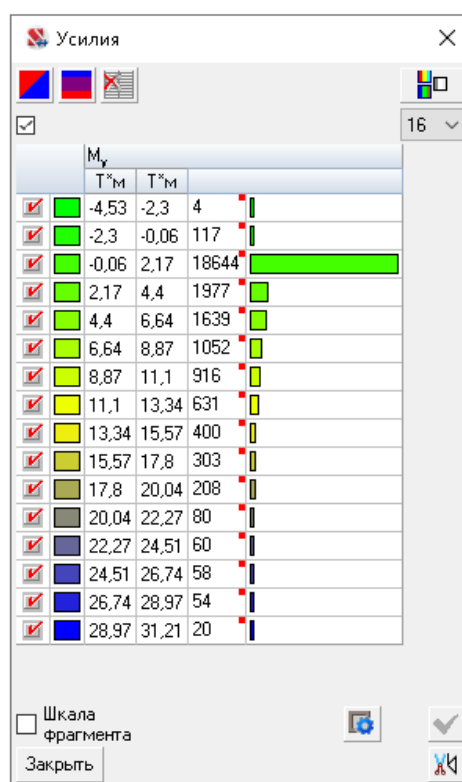 Усилия
16
My
Т*м Т*м
-4,53 -2,3 4
-2,3 -0,06 117
-0,06 2,17 18644
2,17 4,4 1977
4,4 6,64 1639
6,64 8,87 1052
8,87 11,1 916
11,1 13,34 631
13,34 15,57 400
15,57 17,8 303
17,8 20,04 208
20,04 22,27 80
22,27 24,51 60
24,51 26,74 58
26,74 28,97 54
28,97 31,21 20
Шкала
фрагмента
Закрыть